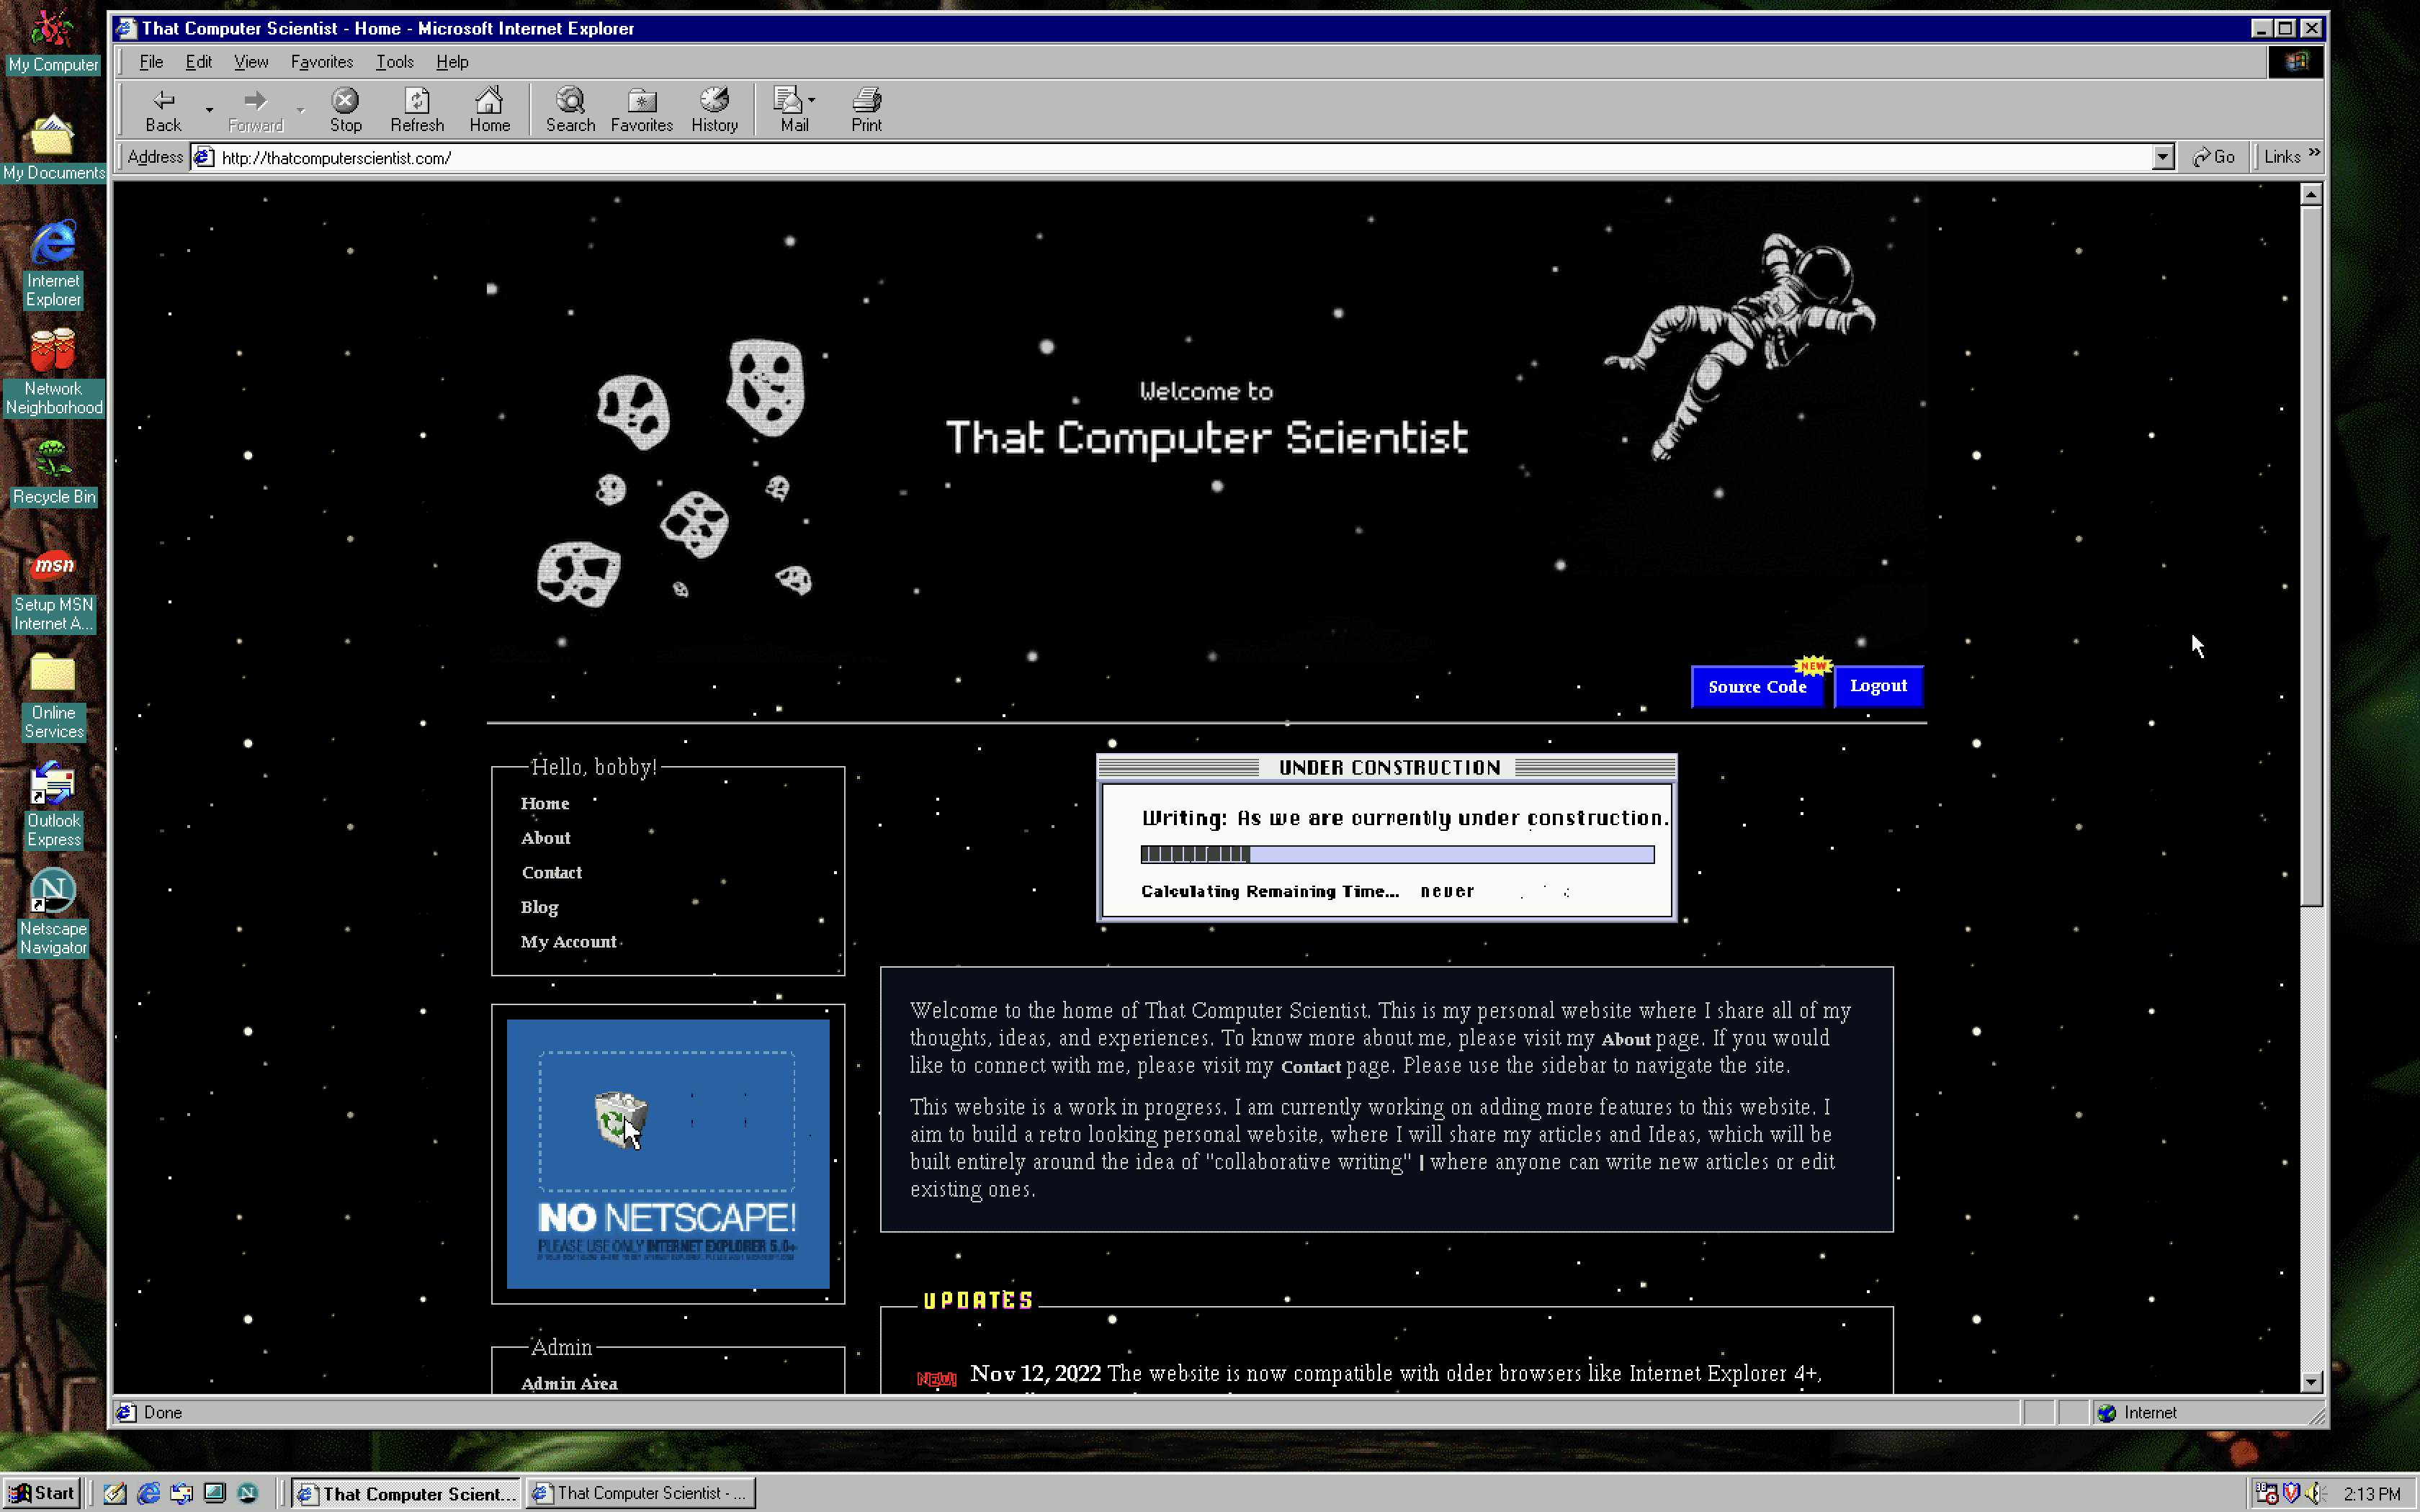 That Computer Scientist - Home - Microsoft Internet Explorer
File Edit View Favorites Tools Help
Back Forward Stop Refresh Home Search Favorites History Mail Print
Address http://thatcomputerscientist.com/ Go Links »
My Computer
My Documents
Internet
Explorer
Network
Neighborhood
Recycle Bin
msn
Setup MSN
Internet A...
Online
Services
Outlook
Express
N
Netscape
Navigator
Welcome to
That Computer Scientist
NEW
Source Code
Logout
Hello, bobby!
Home
About
Contact
Blog
My Account
NO NETSCAPE!
PLEASE USE ONLY INTERNET EXPLORER 5.0+
Admin
Admin Area
UNDER CONSTRUCTION
Writing: As we are currently under construction.
Calculating Remaining Time... never
Welcome to the home of That Computer Scientist. This is my personal website where I share all of my
thoughts, ideas, and experiences. To know more about me, please visit my About page. If you would
like to connect with me, please visit my Contact page. Please use the sidebar to navigate the site.
This website is a work in progress. I am currently working on adding more features to this website. I
aim to build a retro looking personal website, where I will share my articles and Ideas, which will be
built entirely around the idea of "collaborative writing" | where anyone can write new articles or edit
existing ones.
UPDATES
NEW! Nov 12, 2022 The website is now compatible with older browsers like Internet Explorer 4+,
Done
Internet
Start
That Computer Scient...
That Computer Scientist - ...
2:13 PM